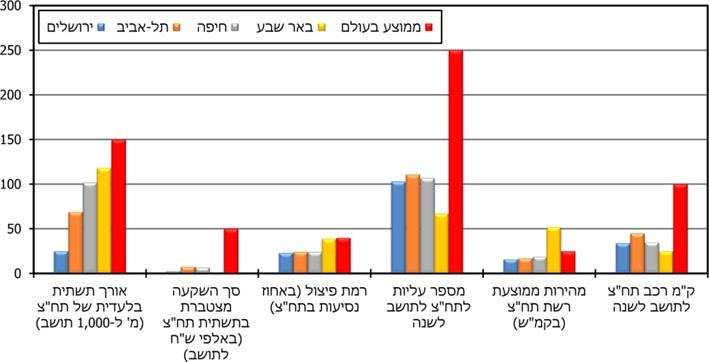 300
250
200
150
100
50
0
ירושלים תל-אביב חיפה באר שבע ממוצע בעולם
אורך תשתית
בלעדית של תח"צ
(מ' ל-1,000 תושב)
סך השקעה
מצטברת
בתשתית תח"צ
(באלפי ש"ח
לתושב)
רמת פיצול (באחוז
נסיעות בתח"צ)
מספר עליות
לתח"צ לתושב
לשנה
מהירות ממוצעת
רשת תח"צ
(בקמ"ש)
ק"מ רכב תח"צ
לתושב לשנה